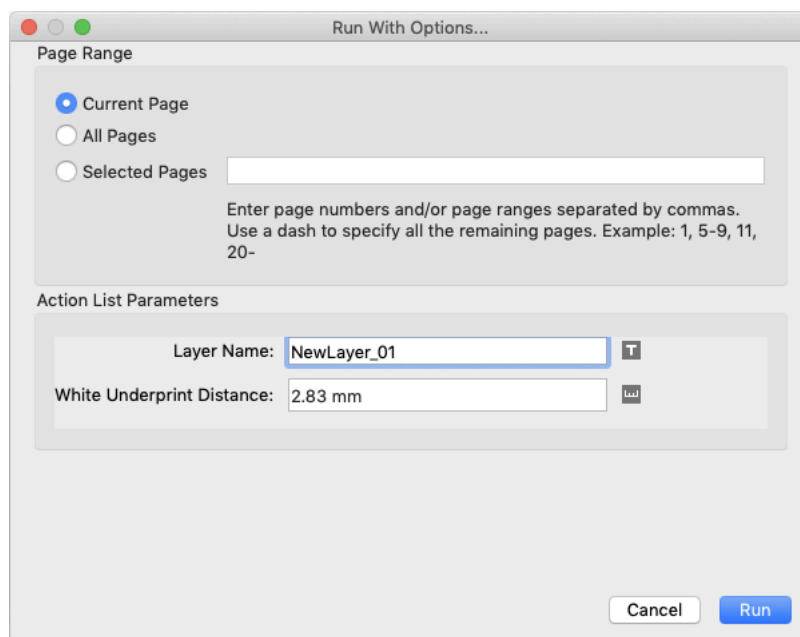 Run With Options...
Page Range
Current Page
All Pages
Selected Pages
Enter page numbers and/or page ranges separated by commas.
Use a dash to specify all the remaining pages. Example: 1, 5-9, 11,
20-
Action List Parameters
Layer Name: NewLayer_01 T
White Underprint Distance: 2.83 mm
Cancel Run